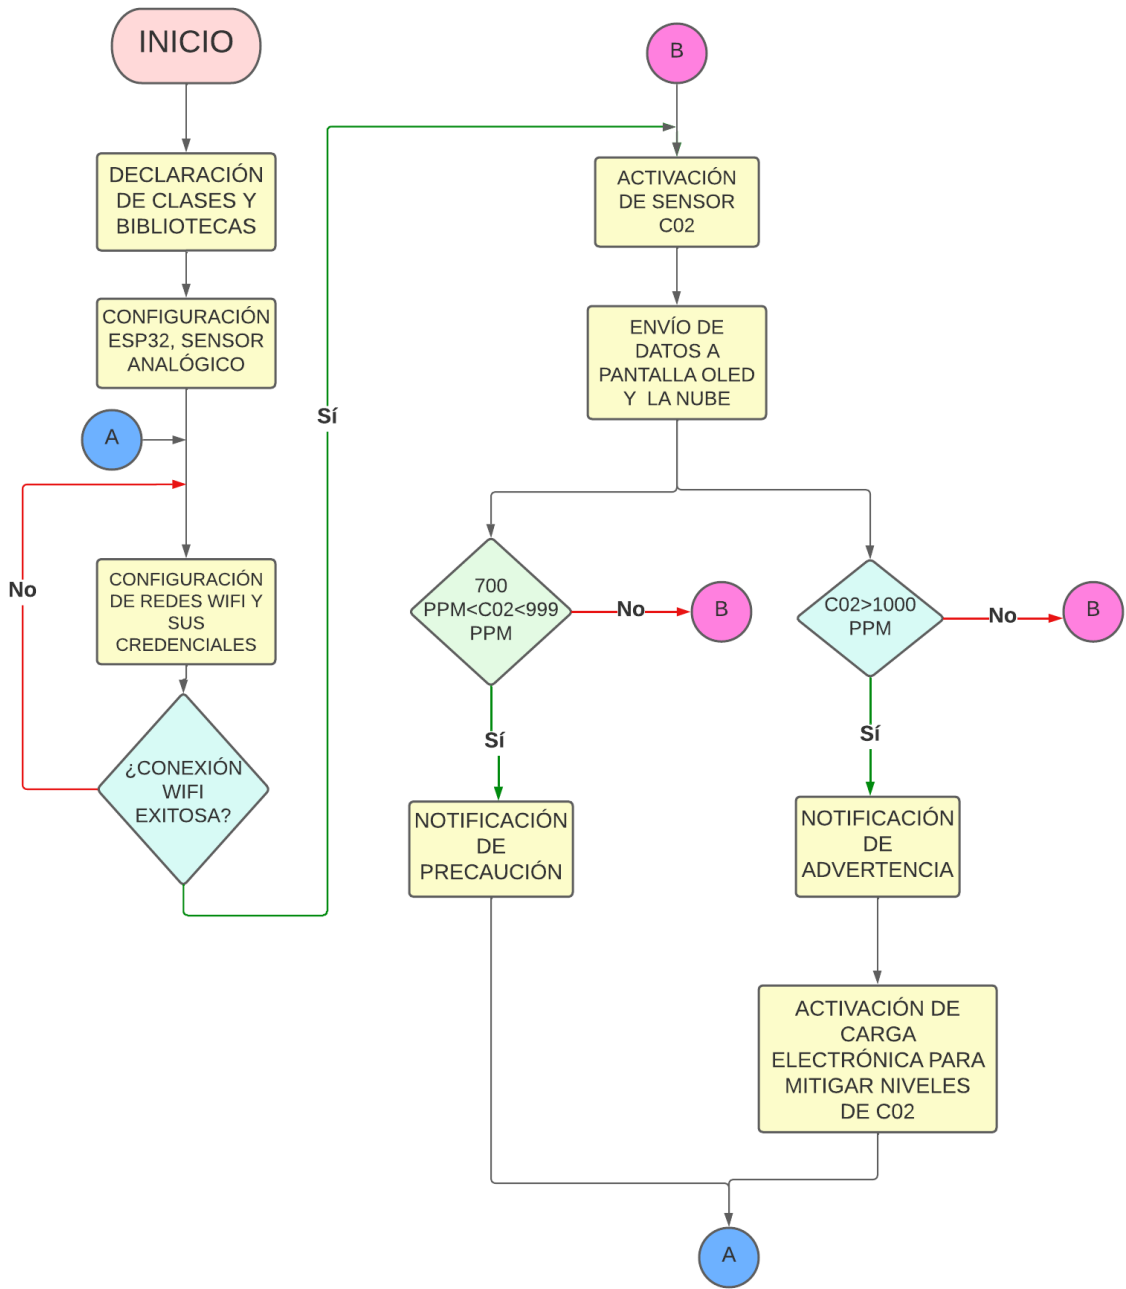 INICIO
DECLARACIÓN
DE CLASES Y
BIBLIOTECAS
CONFIGURACIÓN
ESP32, SENSOR
ANALÓGICO
A
No
CONFIGURACIÓN
DE REDES WIFI Y
SUS
CREDENCIALES
¿CONEXIÓN
WIFI
EXITOSA?
Sí
B
ACTIVACIÓN
DE SENSOR
C02
ENVÍO DE
DATOS A
PANTALLA OLED
Y LA NUBE
700
PPM<C02<999
PPM
No
B
Sí
NOTIFICACIÓN
DE
PRECAUCIÓN
C02>1000
PPM
No
B
Sí
NOTIFICACIÓN
DE
ADVERTENCIA
ACTIVACIÓN DE
CARGA
ELECTRÓNICA PARA
MITIGAR NIVELES
DE C02
A